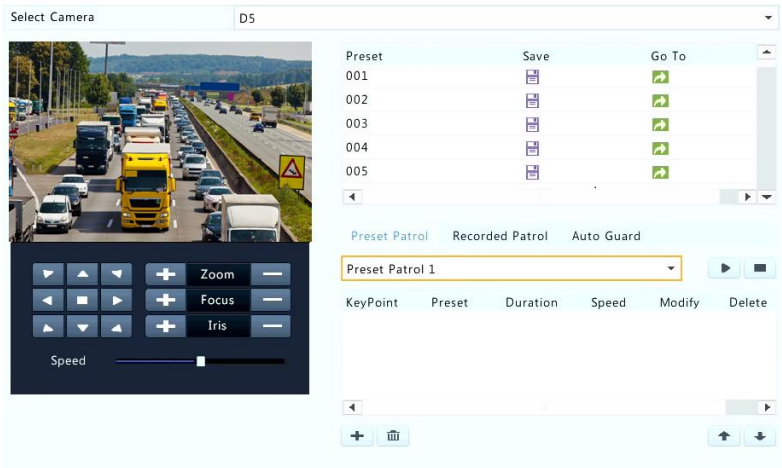 Select Camera D5
Preset Save Go To
001
002
003
004
005
Preset Patrol Recorded Patrol Auto Guard
Preset Patrol 1
KeyPoint Preset Duration Speed Modify Delete
Zoom
Focus
Iris
Speed